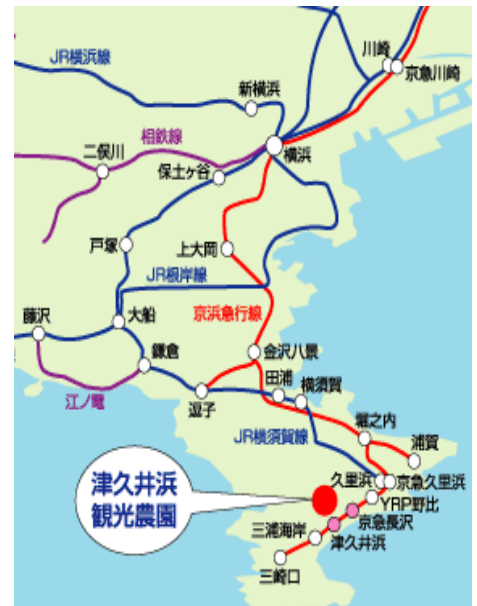 川崎
京急川崎
JR横浜線
新横浜
相鉄線
横浜
二俣川
保土ヶ谷
戸塚
上大岡
JR根岸線
藤沢
大船
京浜急行線
鎌倉
金沢八景
田浦
横須賀
江ノ電
逗子
JR横須賀線
堀之内
浦賀
津久井浜
観光農園
久里浜
京急久里浜
YRP野比
京急長沢
三浦海岸
津久井浜
三崎口